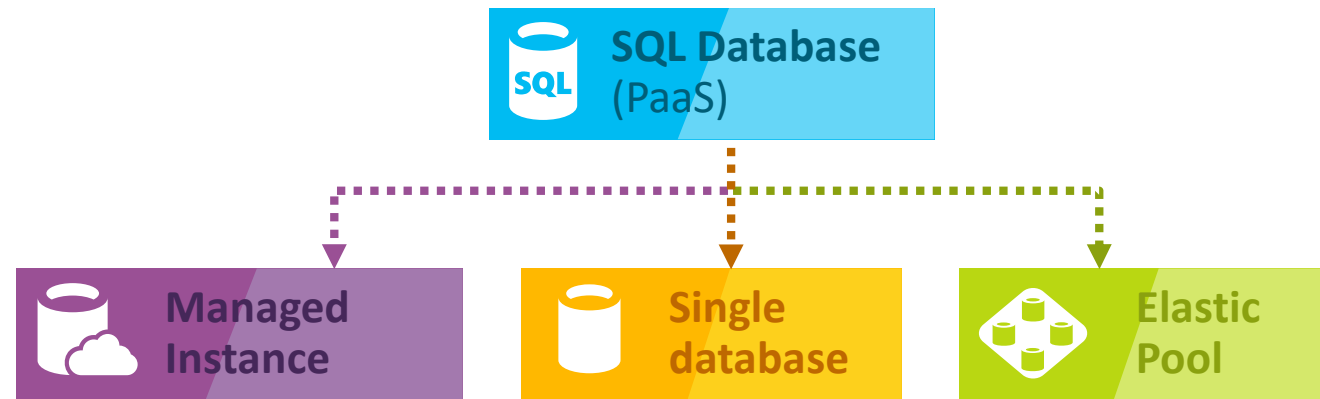 SQL
SQL Database
(PaaS)
Managed
Instance
Single
database
Elastic
Pool